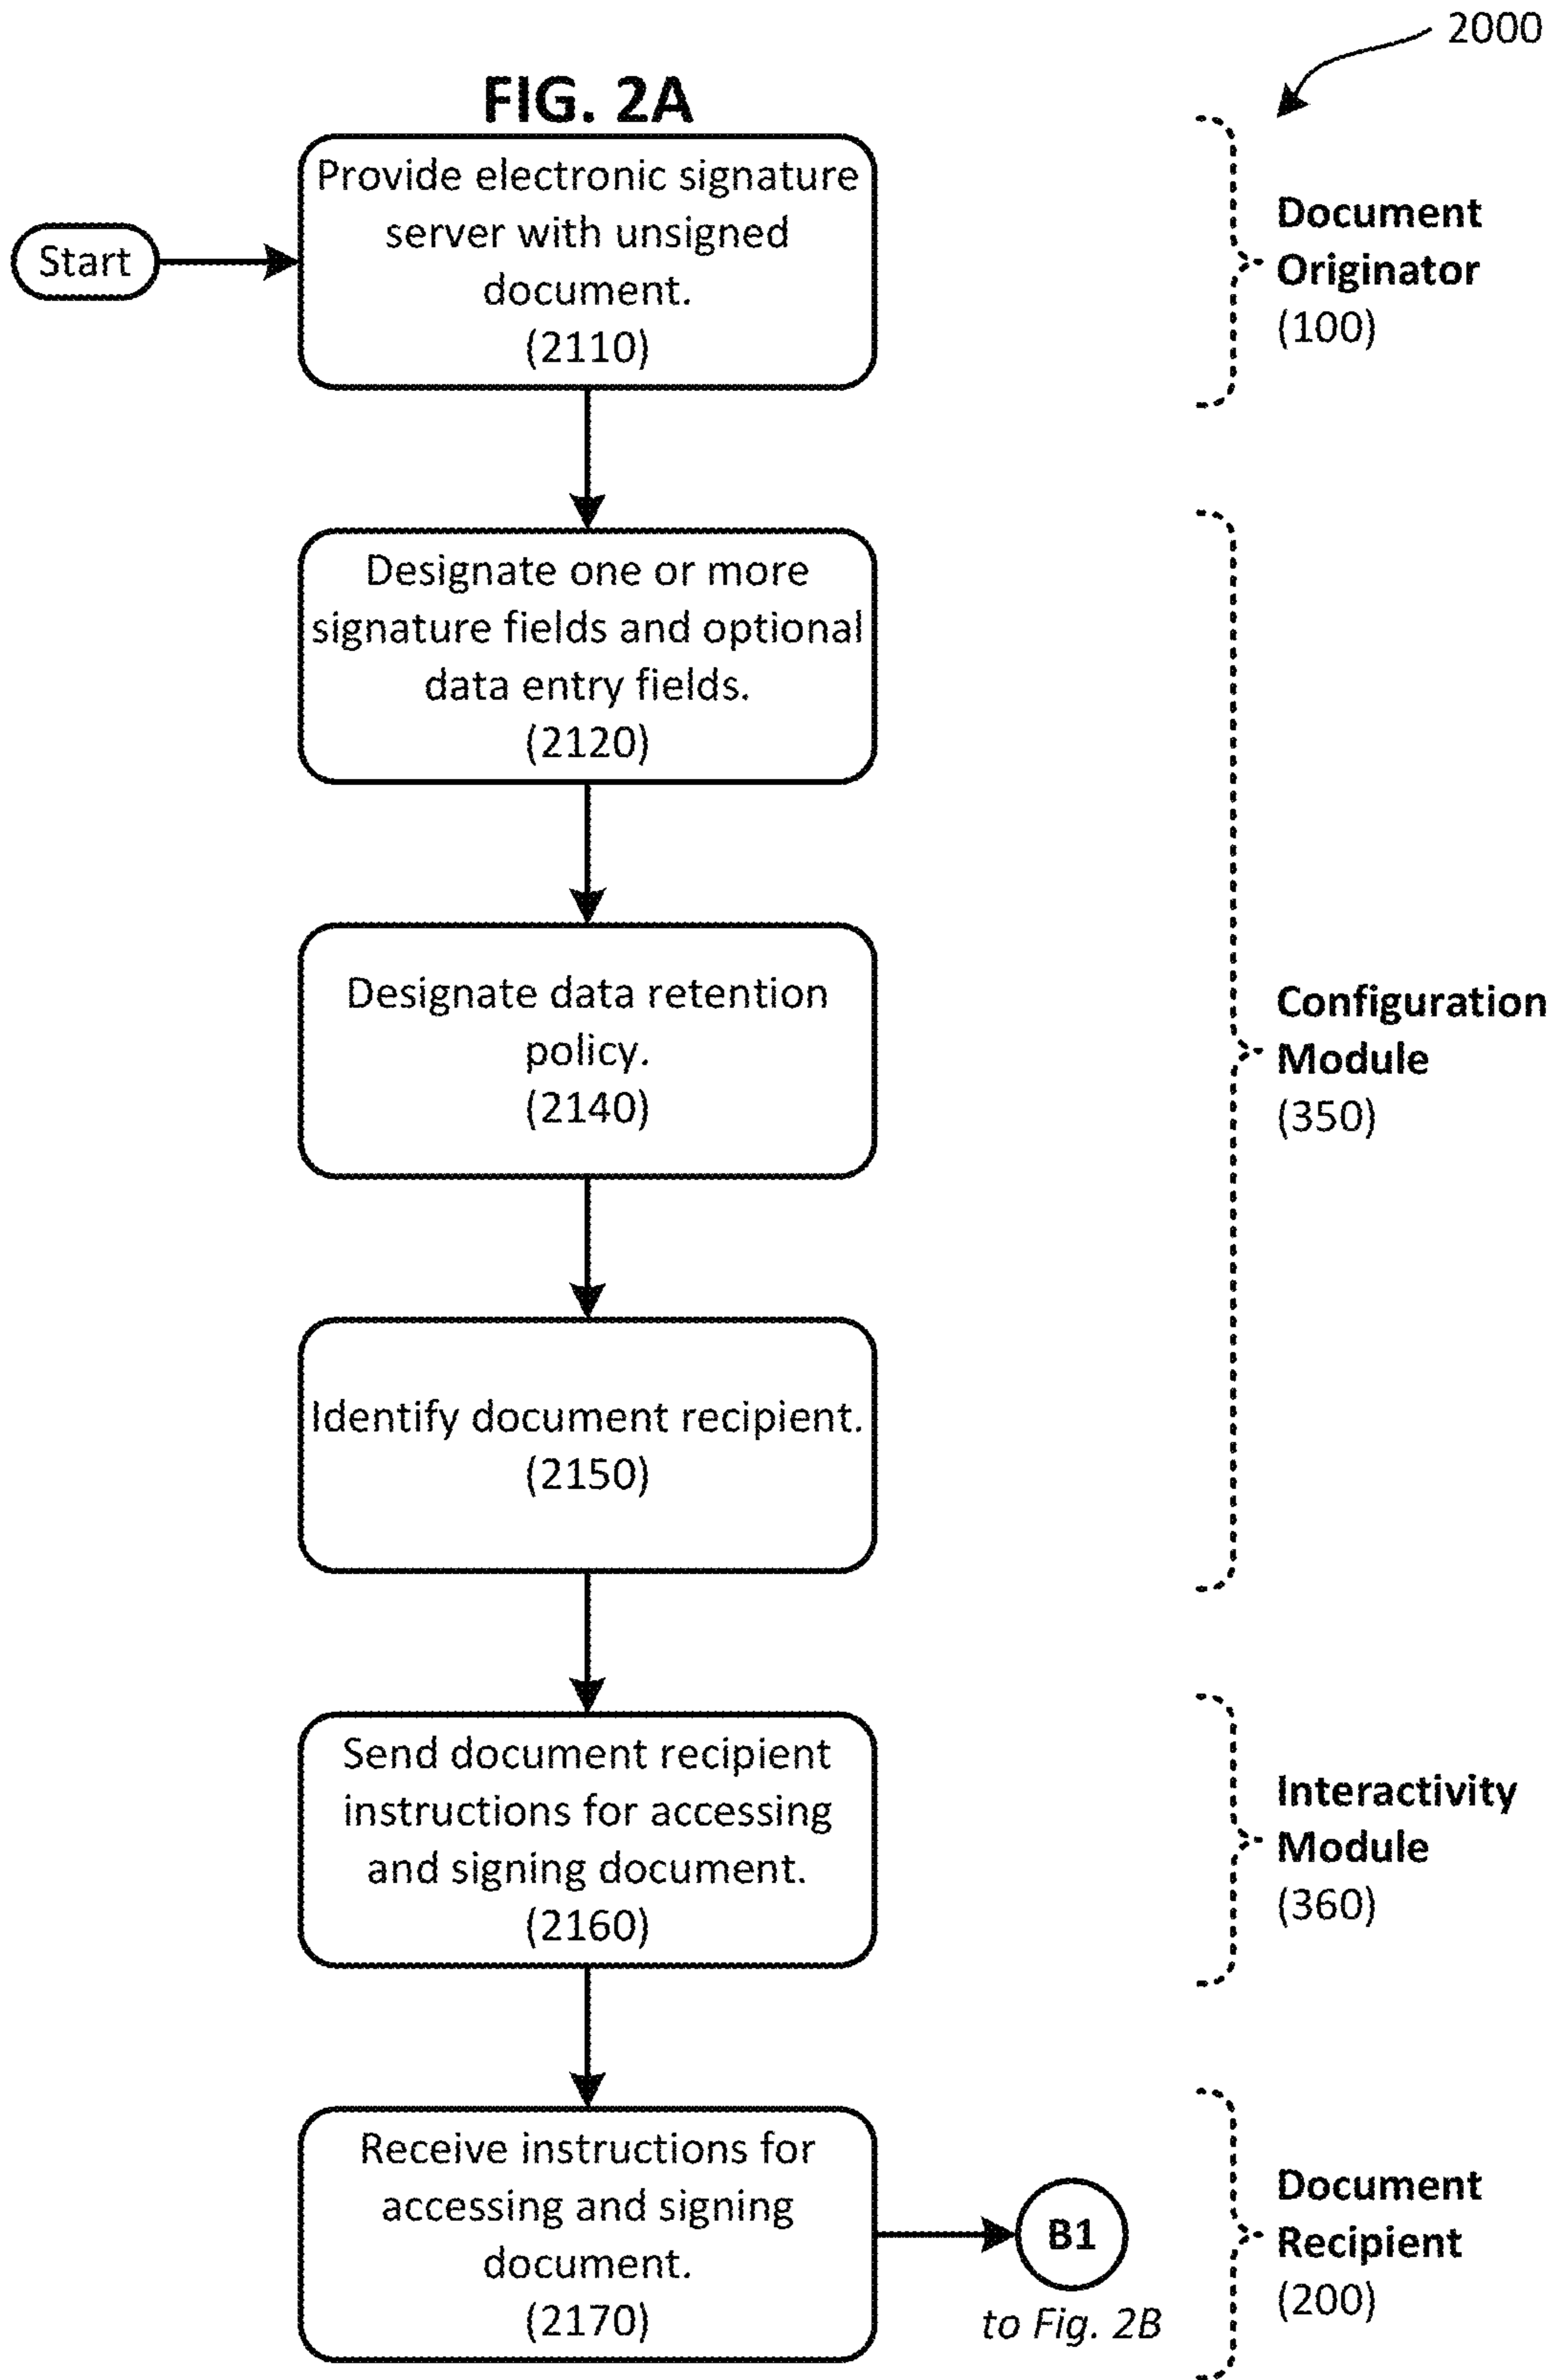 2000
FIG. 2A
Start
Provide electronic signature
server with unsigned
document.
(2110)
Document
Originator
(100)
Designate one or more
signature fields and optional
data entry fields.
(2120)
Designate data retention
policy.
(2140)
Configuration
Module
(350)
Identify document recipient.
(2150)
Send document recipient
instructions for accessing
and signing document.
(2160)
Interactivity
Module
(360)
Receive instructions for
accessing and signing
document.
(2170)
B1
to Fig. 2B
Document
Recipient
(200)